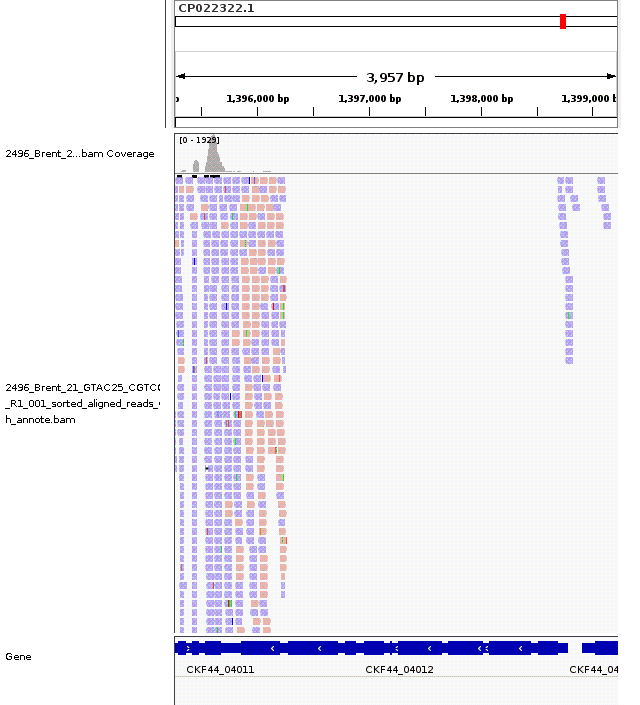 CP022322.1
3,957 bp
1,396,000 bp 1,397,000 bp 1,398,000 bp 1,399,000 b
[0 - 1929]
2496_Brent_2...bam Coverage
2496_Brent_21_GTAC25_CGTC
_R1_001_sorted_aligned_reads_
h_annote.bam
Gene
CKF44_04011 CKF44_04012 CKF44_04